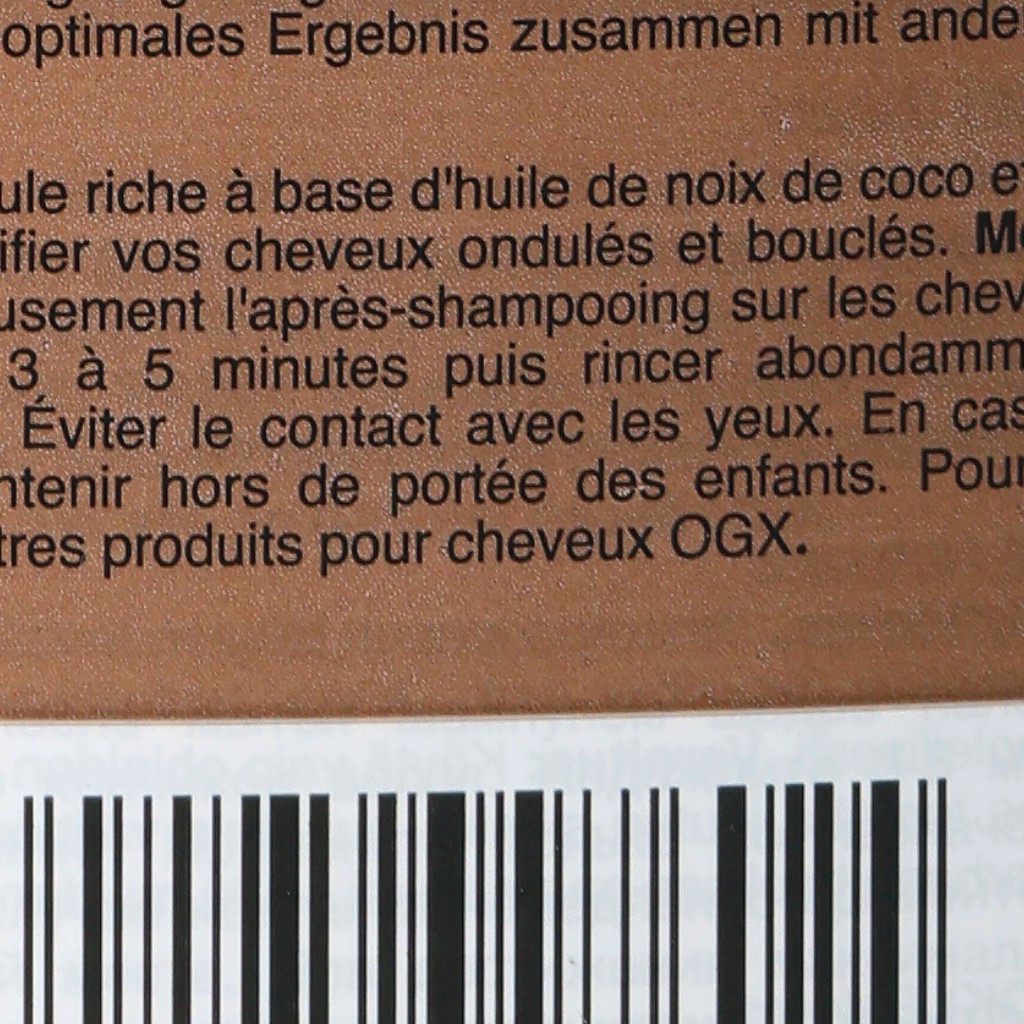 optimales Ergebnis zusammen mit ande
ule riche à base d'huile de noix de coco e
ifier vos cheveux ondulés et bouclés. M
usement l'après-shampooing sur les chev
3 à 5 minutes puis rincer abondamm
Éviter le contact avec les yeux. En cas
ntenir hors de portée des enfants. Pour
tres produits pour cheveux OGX.